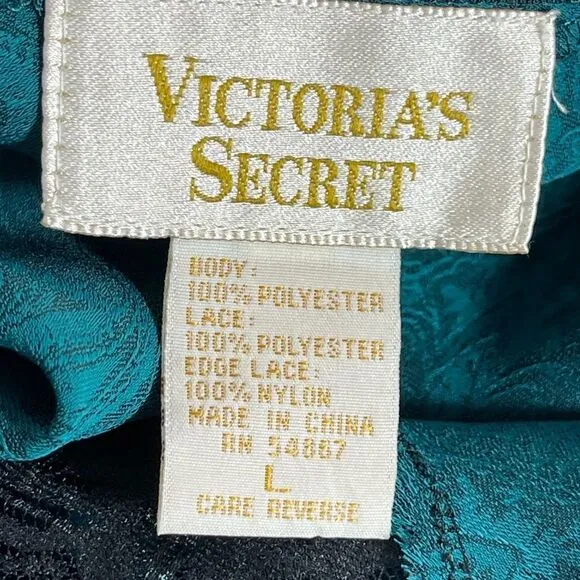 VICTORIA'S
SECRET
BODY:
100% POLYESTER
LACE:
100% POLYESTER
EDGE LACE:
100% NYLON
MADE IN CHINA
RN 54867
L
CARE REVERSE